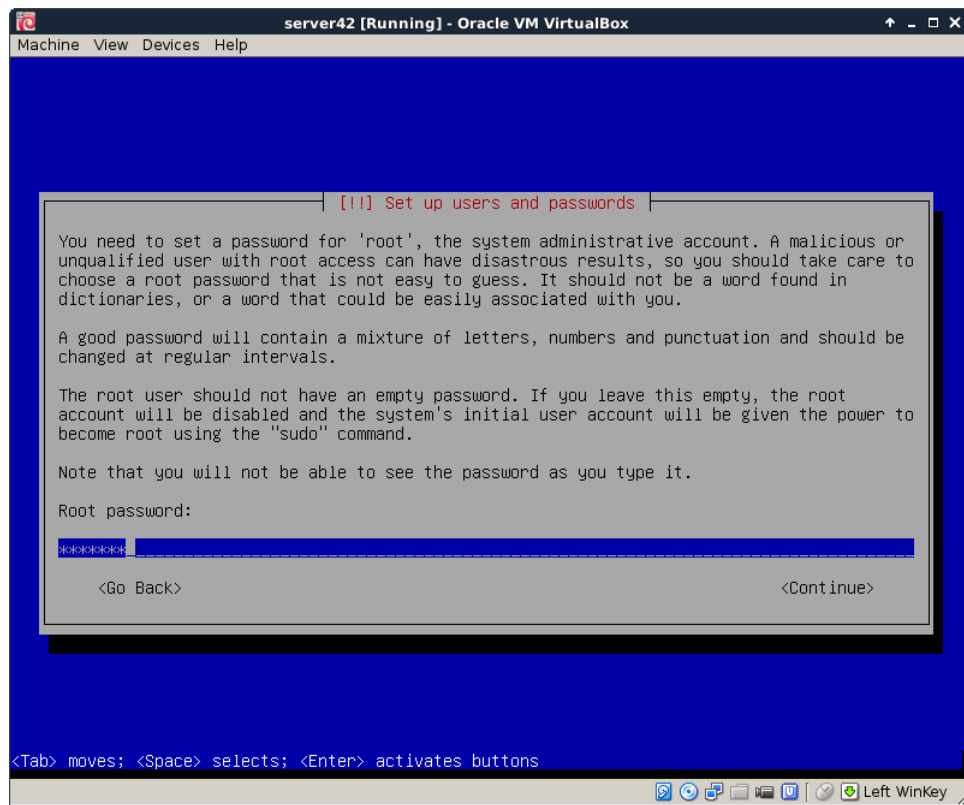 server42 [Running] - Oracle VM VirtualBox
Machine View Devices Help
[!!] Set up users and passwords
You need to set a password for 'root', the system administrative account. A malicious or
unqualified user with root access can have disastrous results, so you should take care to
choose a root password that is not easy to guess. It should not be a word found in
dictionaries, or a word that could be easily associated with you.
A good password will contain a mixture of letters, numbers and punctuation and should be
changed at regular intervals.
The root user should not have an empty password. If you leave this empty, the root
account will be disabled and the system's initial user account will be given the power to
become root using the "sudo" command.
Note that you will not be able to see the password as you type it.
Root password:
*******
<Go Back> <Continue>
<Tab> moves; <Space> selects; <Enter> activates buttons
Left WinKey